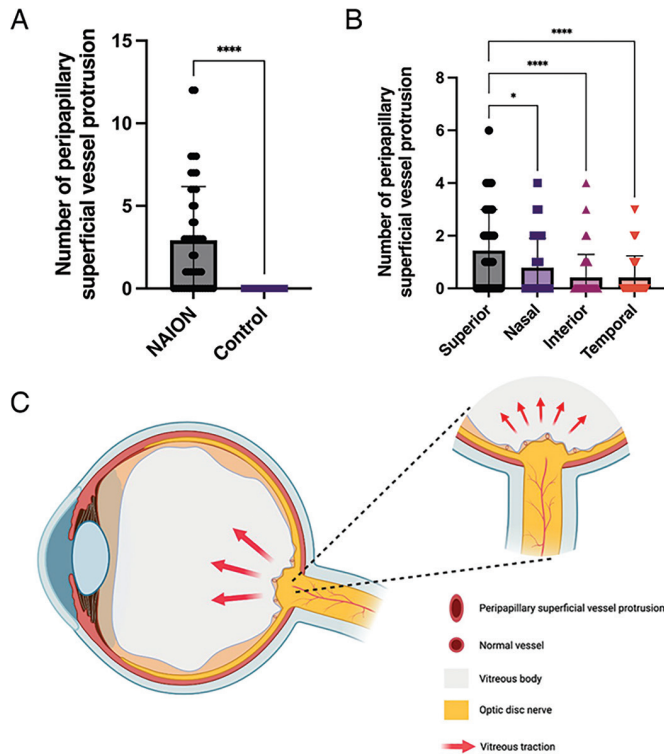 A
Number of peripapillary
superficial vessel protrusion
15
10
5
0
****
NAION
Control
B
Number of peripapillary
superficial vessel protrusion
8
6
4
2
0
****
****
*
Superior
Nasal
Interior
Temporal
C
Peripapillary superficial vessel protrusion
Normal vessel
Vitreous body
Optic disc nerve
Vitreous traction